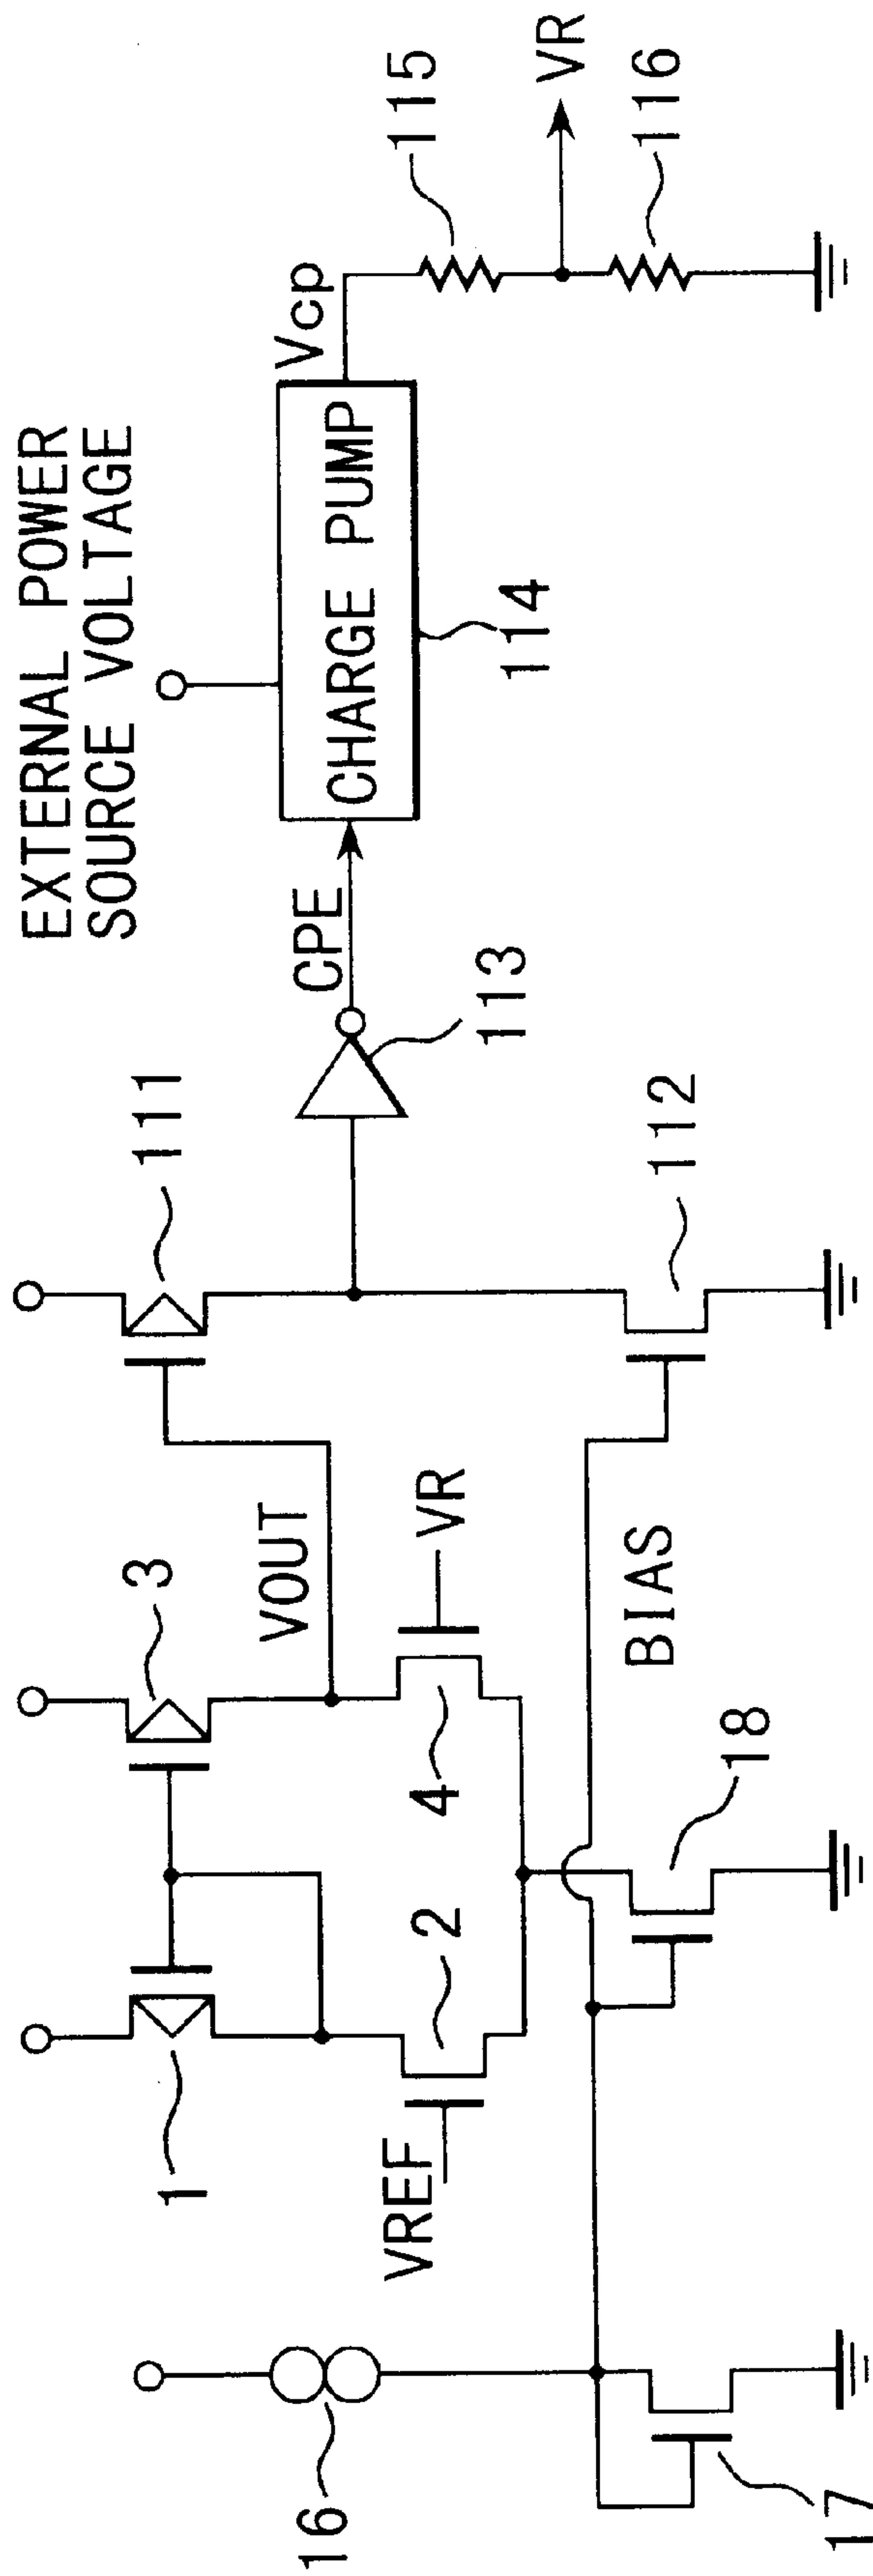 EXTERNAL POWER
SOURCE VOLTAGE
1
3
111
VOUT
CPE
Vcp
CHARGE PUMP
115
VREF
2
4
VR
113
114
VR
16
BIAS
116
18
112
17